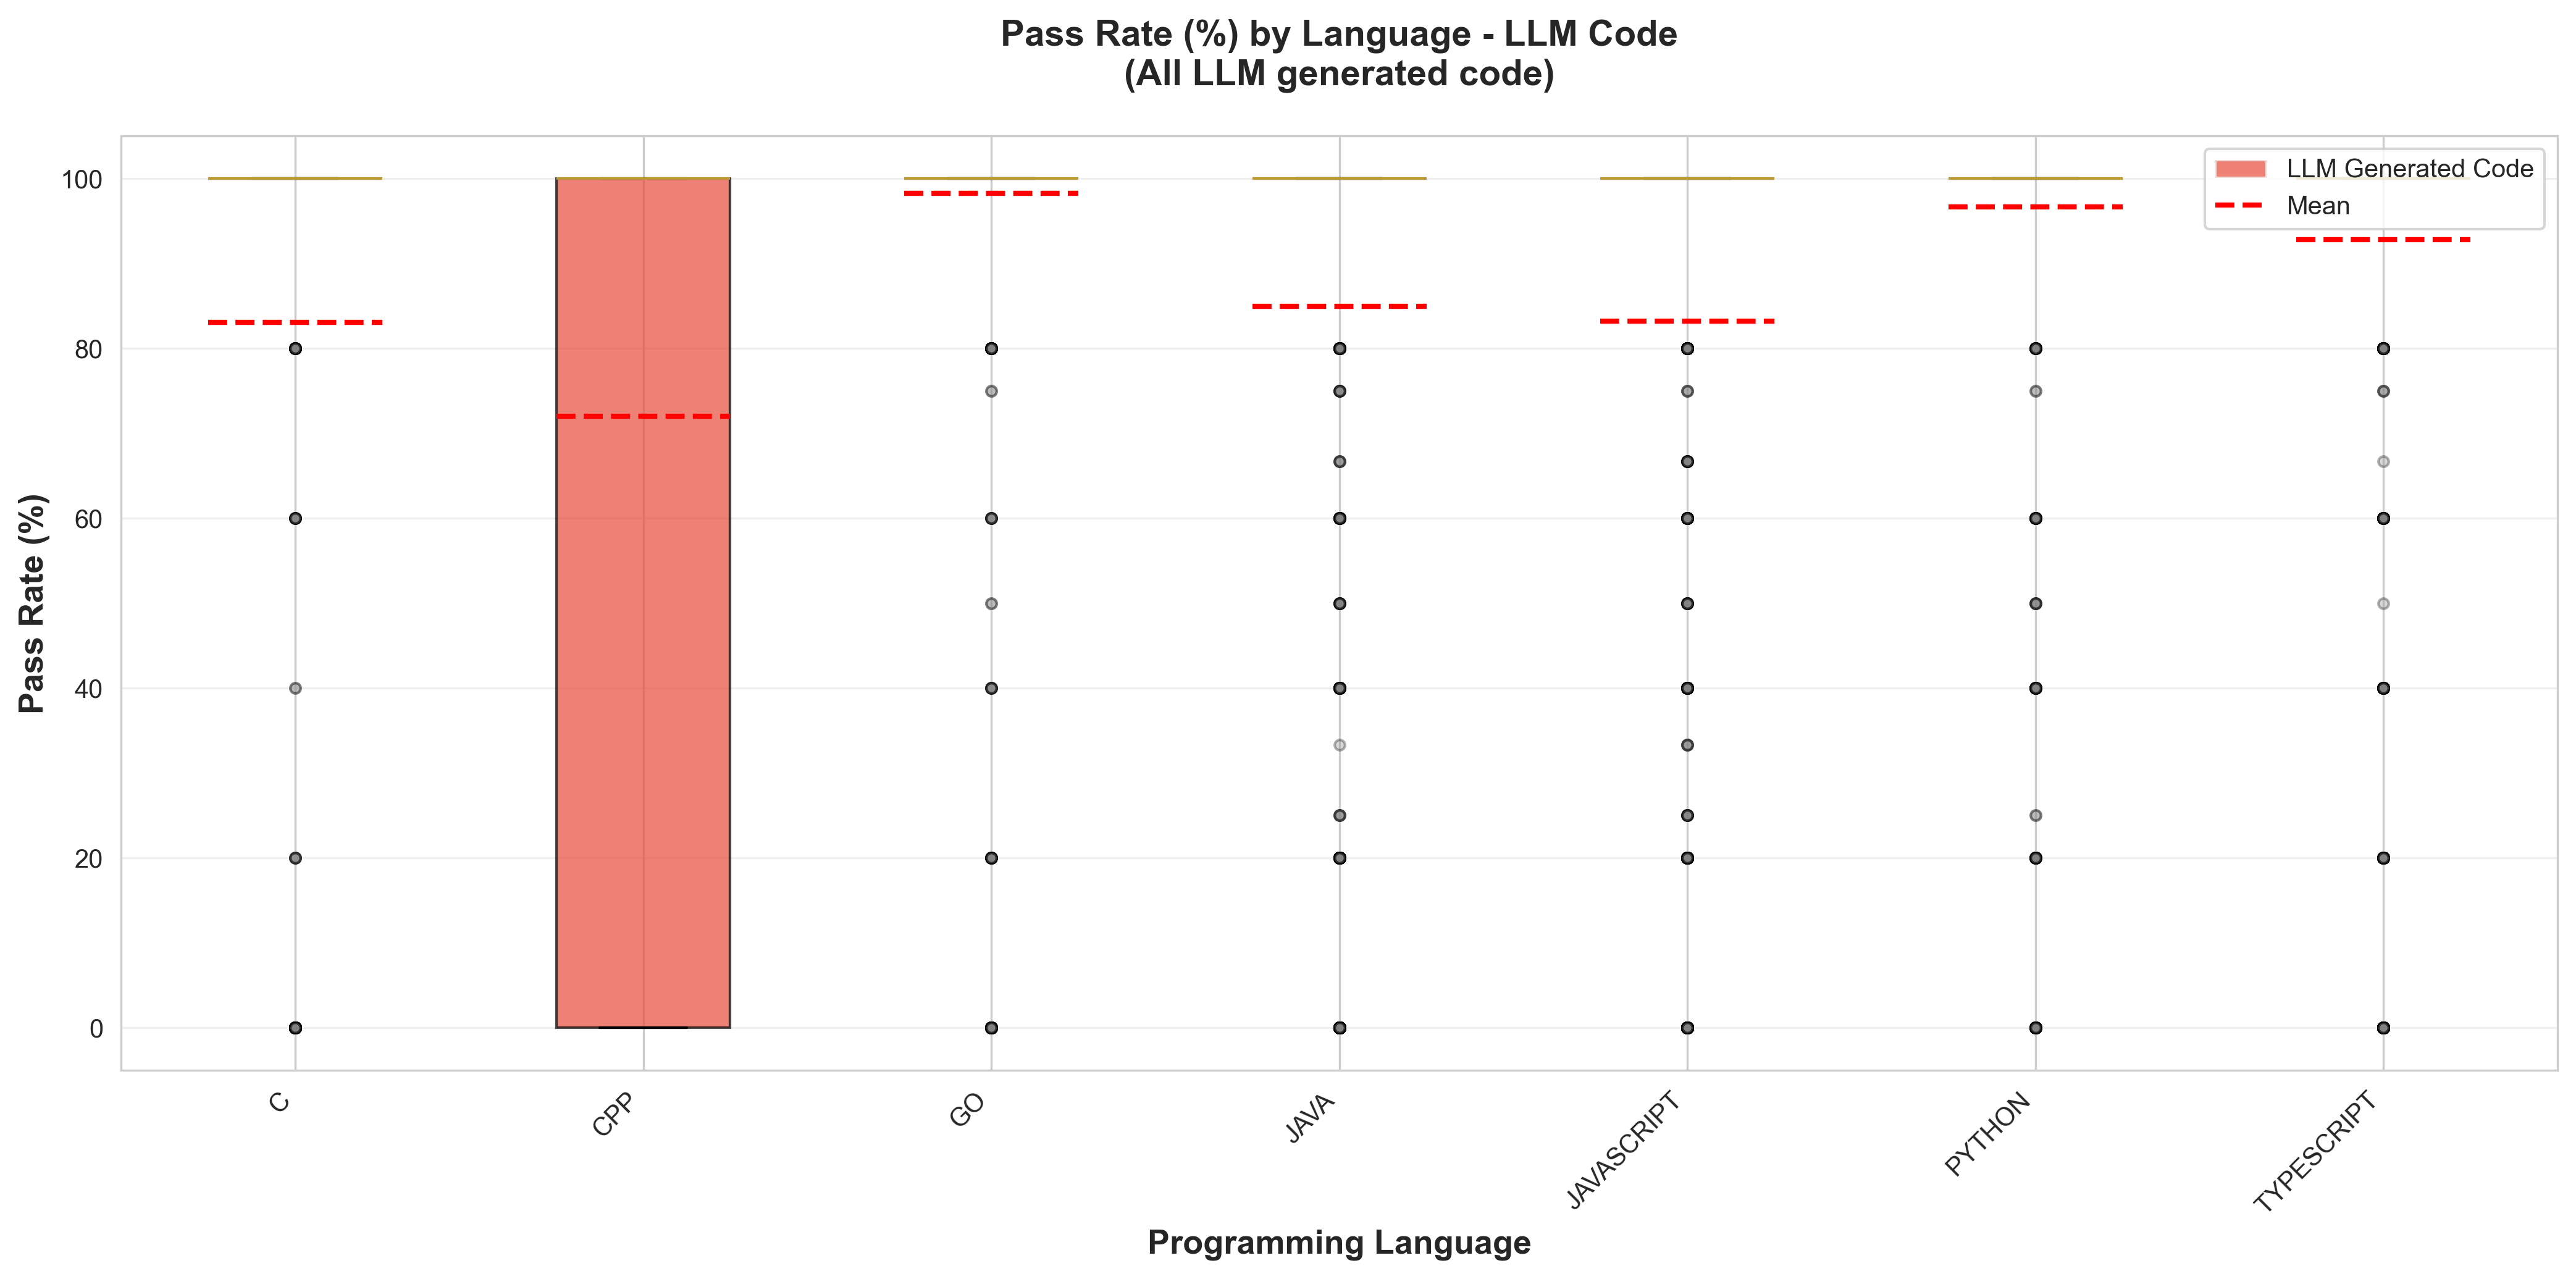 Pass Rate (%) by Language - LLM Code
(All LLM generated code)
LLM Generated Code
Mean
Pass Rate (%)
100
80
60
40
20
0
C
CPP
GO
JAVA
JAVASCRIPT
PYTHON
TYPESCRIPT
Programming Language